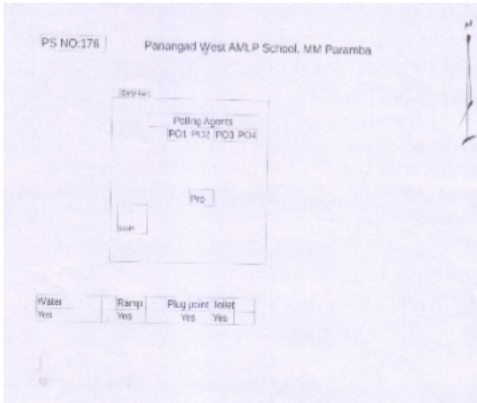 PS NO:176
Panangad West AMLP School, MM Paramba
Polling Agents
PO1 PO2 PO3 PO4
Pro
Water Ramp Plug point Toilet
Yes Yes Yes Yes